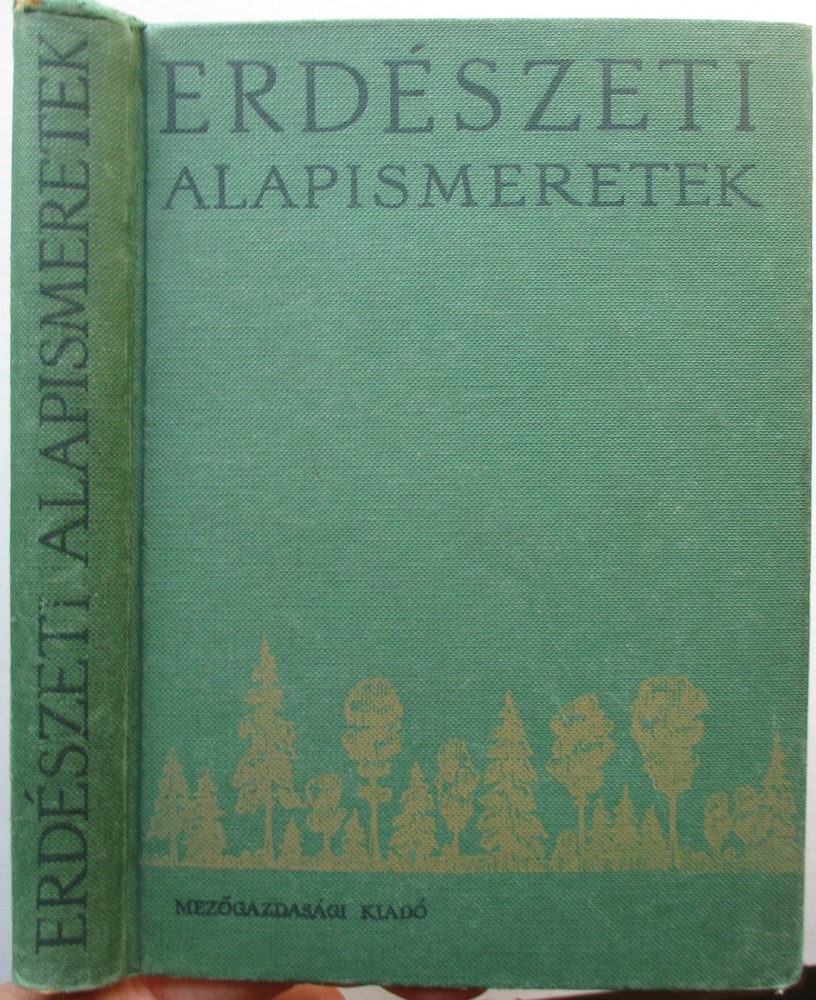 ERDÉSZETI ALAPISMERETEK
ERDÉSZETI
ALAPISMERETEK
MEZŐGAZDASÁGI KIADÓ